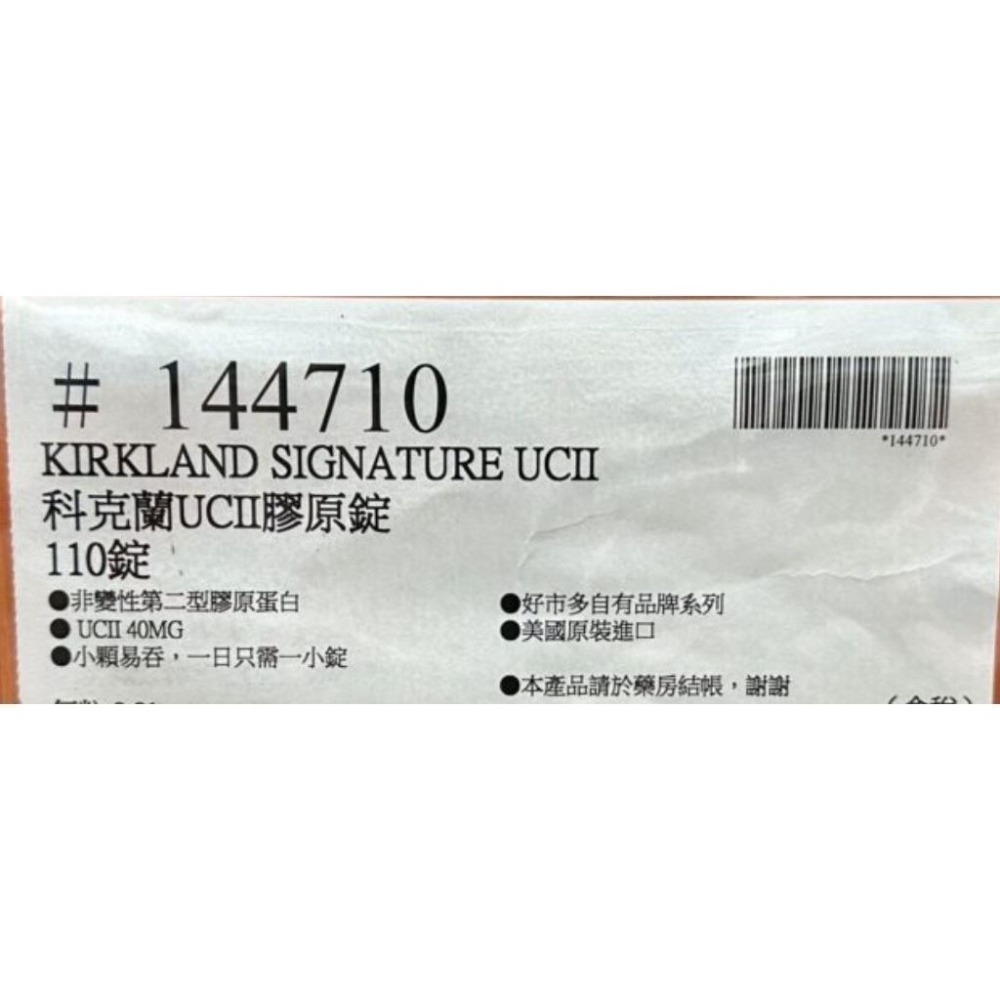 # 144710
*144710*
KIRKLAND SIGNATURE UCII
科克蘭UCII膠原錠
110錠
●非變性第二型膠原蛋白
● UCII 40MG
●小顆易吞，一日只需一小錠
●好市多自有品牌系列
●美國原裝進口
●本產品請於藥房結帳，謝謝